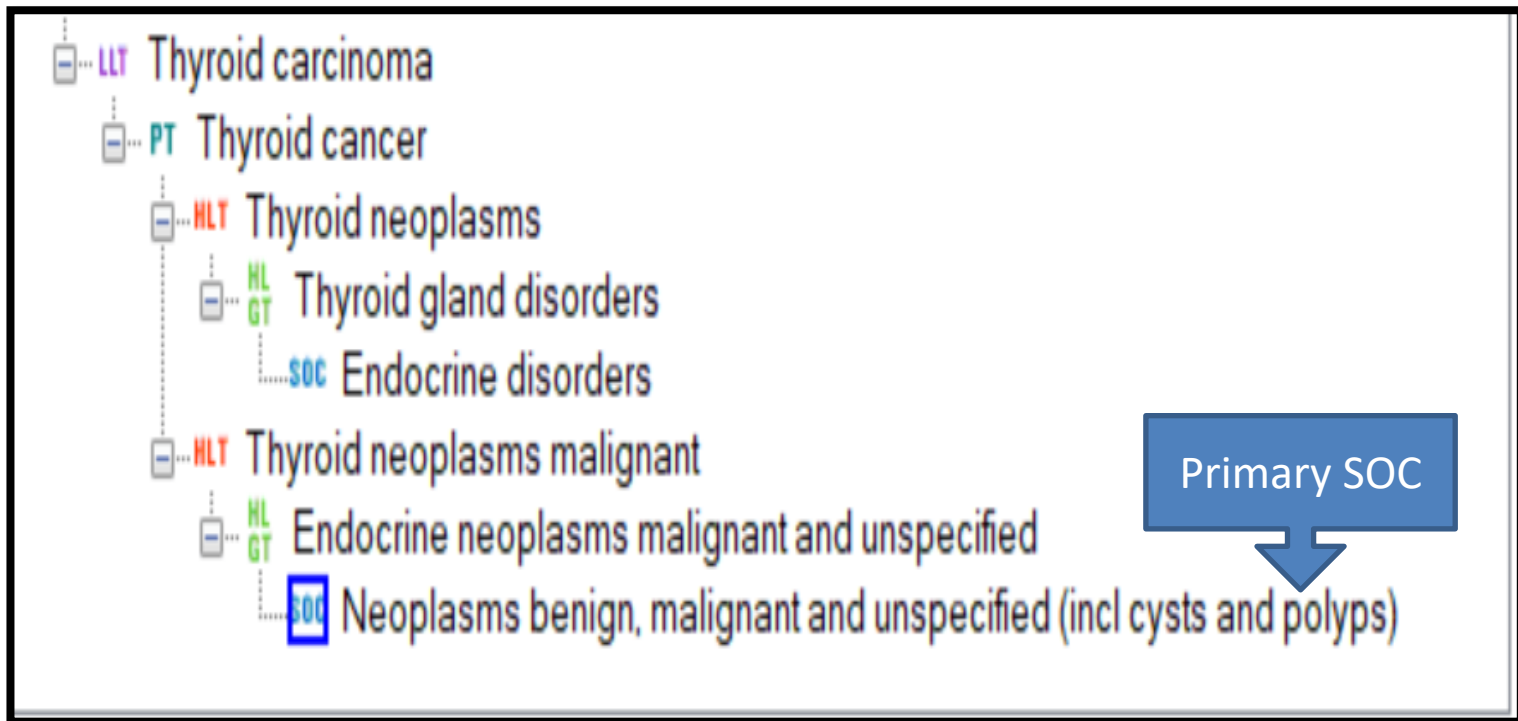 LLT Thyroid carcinoma
PT Thyroid cancer
HLT Thyroid neoplasms
HL
GT Thyroid gland disorders
SOC Endocrine disorders
HLT Thyroid neoplasms malignant
Primary SOC
HL
GT Endocrine neoplasms malignant and unspecified
SOC Neoplasms benign, malignant and unspecified (incl cysts and polyps)